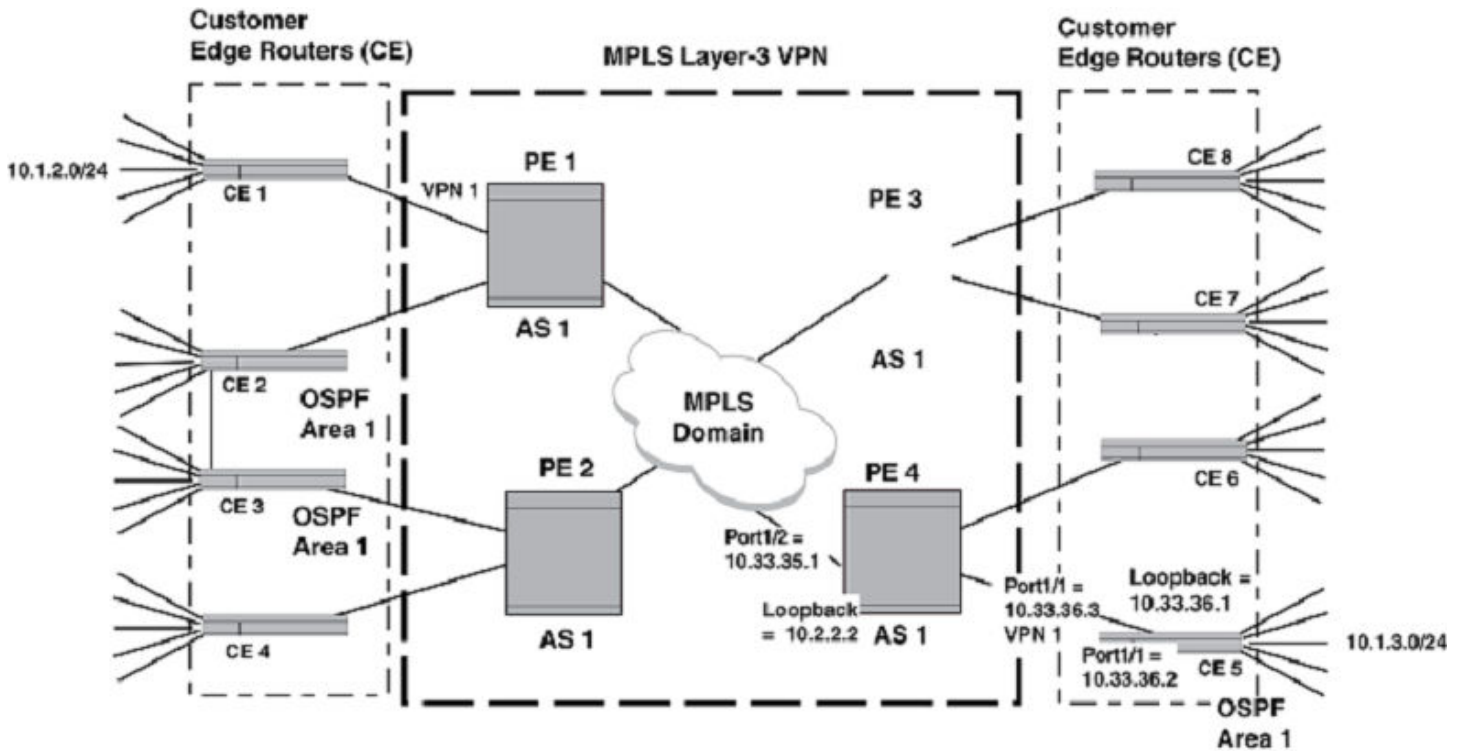 Customer
Edge Routers (CE)
MPLS Layer-3 VPN
Customer
Edge Routers (CE)
10.1.2.0/24
CE 1
VPN 1
PE 1
AS 1
PE 3
AS 1
CE 8
CE 7
CE 2
OSPF
Area 1
MPLS
Domain
CE 3
OSPF
Area 1
PE 2
AS 1
PE 4
AS 1
CE 6
Port1/2 =
10.33.35.1
Loopback
= 10.2.2.2
Port1/1 =
10.33.36.3
VPN 1
Loopback =
10.33.36.1
CE 4
Port1/1 =
10.33.36.2
CE 5
10.1.3.0/24
OSPF
Area 1